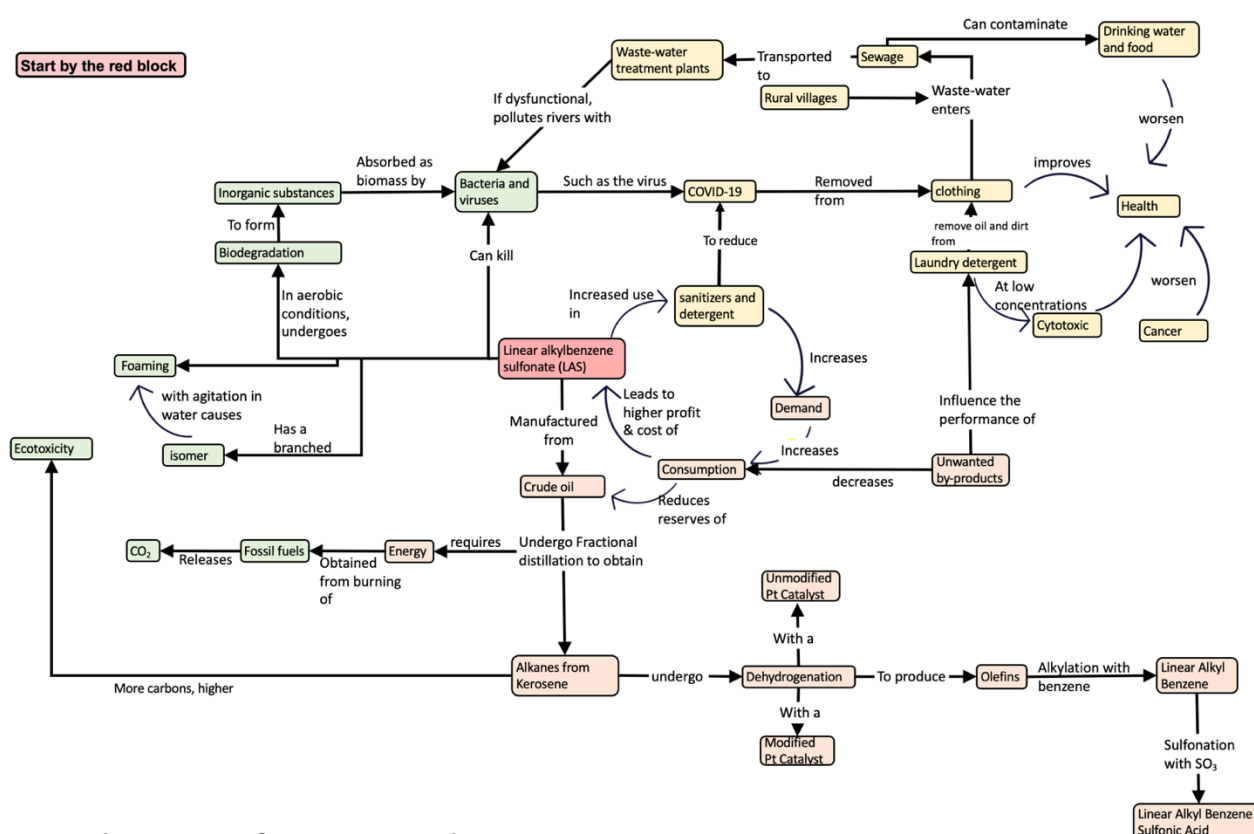 Can contaminate
Drinking water
and food
Start by the red block
Waste-water
treatment plants
Transported
to
Sewage
If dysfunctional,
pollutes rivers with
Rural villages
Waste-water
enters
worsen
Absorbed as
biomass by
Inorganic substances
Bacteria and
viruses
Such as the virus
COVID-19
Removed
from
clothing
improves
Health
To form
Biodegradation
Can kill
To reduce
remove oil and dirt
from
Laundry detergent
In aerobic
conditions,
undergoes
Increased use
in
sanitizers and
detergent
At low
concentrations
worsen
Cytotoxic
Cancer
Foaming
Linear alkylbenzene
sulfonate (LAS)
Increases
with agitation in
water causes
Leads to
higher profit
& cost of
Demand
Influence the
performance of
Manufactured
from
Has a
branched
Ecotoxicity
isomer
Increases
Consumption
decreases
Unwanted
by-products
Crude oil
Reduces
reserves of
CO₂
Releases
Fossil fuels
Obtained
from burning
of
Energy
requires
Undergo Fractional
distillation to obtain
Unmodified
Pt Catalyst
With a
Alkanes from
Kerosene
undergo
Dehydrogenation
To produce
Olefins
Alkylation with
benzene
Linear Alkyl
Benzene
More carbons, higher
With a
Modified
Pt Catalyst
Sulfonation
with SO₃
Linear Alkyl Benzene
Sulfonic Acid